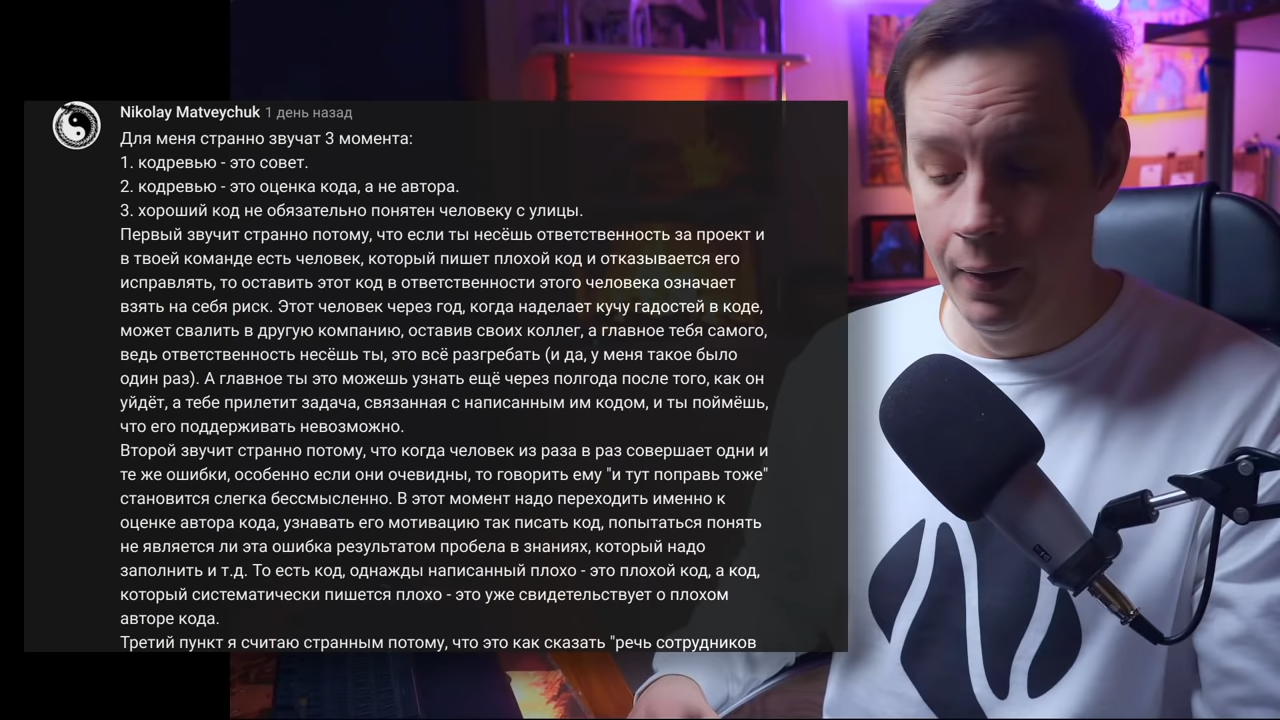 Nikolay Matveychuk 1 день назад
Для меня странно звучат 3 момента:
1. кодревью - это совет.
2. кодревью - это оценка кода, а не автора.
3. хороший код не обязательно понятен человеку с улицы.
Первый звучит странно потому, что если ты несёшь ответственность за проект и
в твоей команде есть человек, который пишет плохой код и отказывается его
исправлять, то оставить этот код в ответственности этого человека означает
взять на себя риск. Этот человек через год, когда наделает кучу гадостей в коде,
может свалить в другую компанию, оставив своих коллег, а главное тебя самого,
ведь ответственность несёшь ты, это всё разгребать (и да, у меня такое было
один раз). А главное ты это можешь узнать ещё через полгода после того, как он
уйдёт, а тебе прилетит задача, связанная с написанным им кодом, и ты поймёшь,
что его поддерживать невозможно.
Второй звучит странно потому, что когда человек из раза в раз совершает одни и
те же ошибки, особенно если они очевидны, то говорить ему "и тут поправь тоже"
становится слегка бессмысленно. В этот момент надо переходить именно к
оценке автора кода, узнавать его мотивацию так писать код, попытаться понять
не является ли эта ошибка результатом пробела в знаниях, который надо
заполнить и т.д. То есть код, однажды написанный плохо - это плохой код, а код,
который систематически пишется плохо - это уже свидетельствует о плохом
авторе кода.
Третий пункт я считаю странным потому, что это как сказать "речь сотрудников